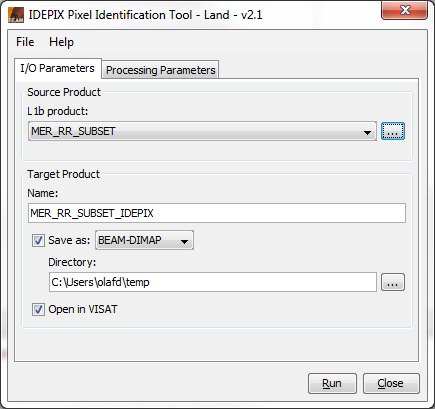 IDEPIX Pixel Identification Tool - Land - v2.1
File Help
I/O Parameters Processing Parameters
Source Product
L1b product:
MER_RR_SUBSET ...
Target Product
Name:
MER_RR_SUBSET_IDEPIX
Save as: BEAM-DIMAP
Directory:
C:\Users\olafd\temp ...
Open in VISAT
Run Close